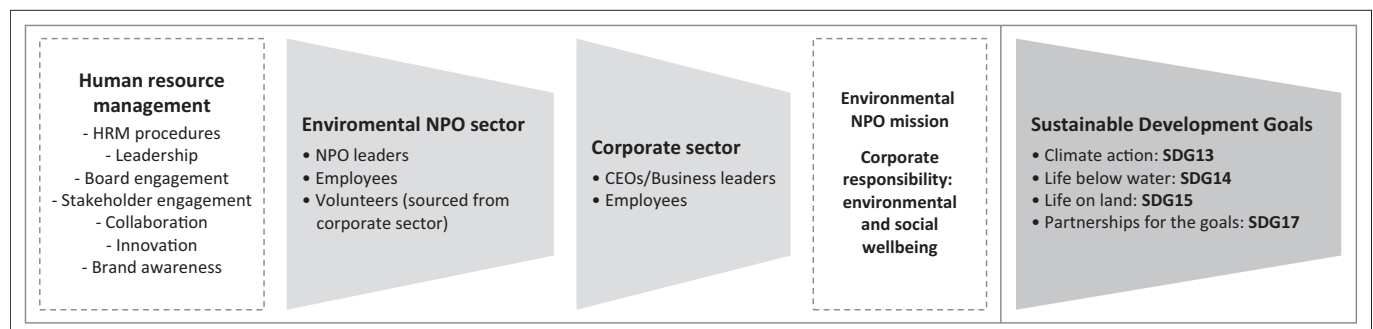 Human resource
management
- HRM procedures
- Leadership
- Board engagement
- Stakeholder engagement
- Collaboration
- Innovation
- Brand awareness
Enviromental NPO sector
• NPO leaders
• Employees
• Volunteers (sourced from
corporate sector)
Corporate sector
• CEOs/Business leaders
• Employees
Environmental
NPO mission
Corporate
responsibility:
environmental
and social
wellbeing
Sustainable Development Goals
• Climate action: SDG13
• Life below water: SDG14
• Life on land: SDG15
• Partnerships for the goals: SDG17